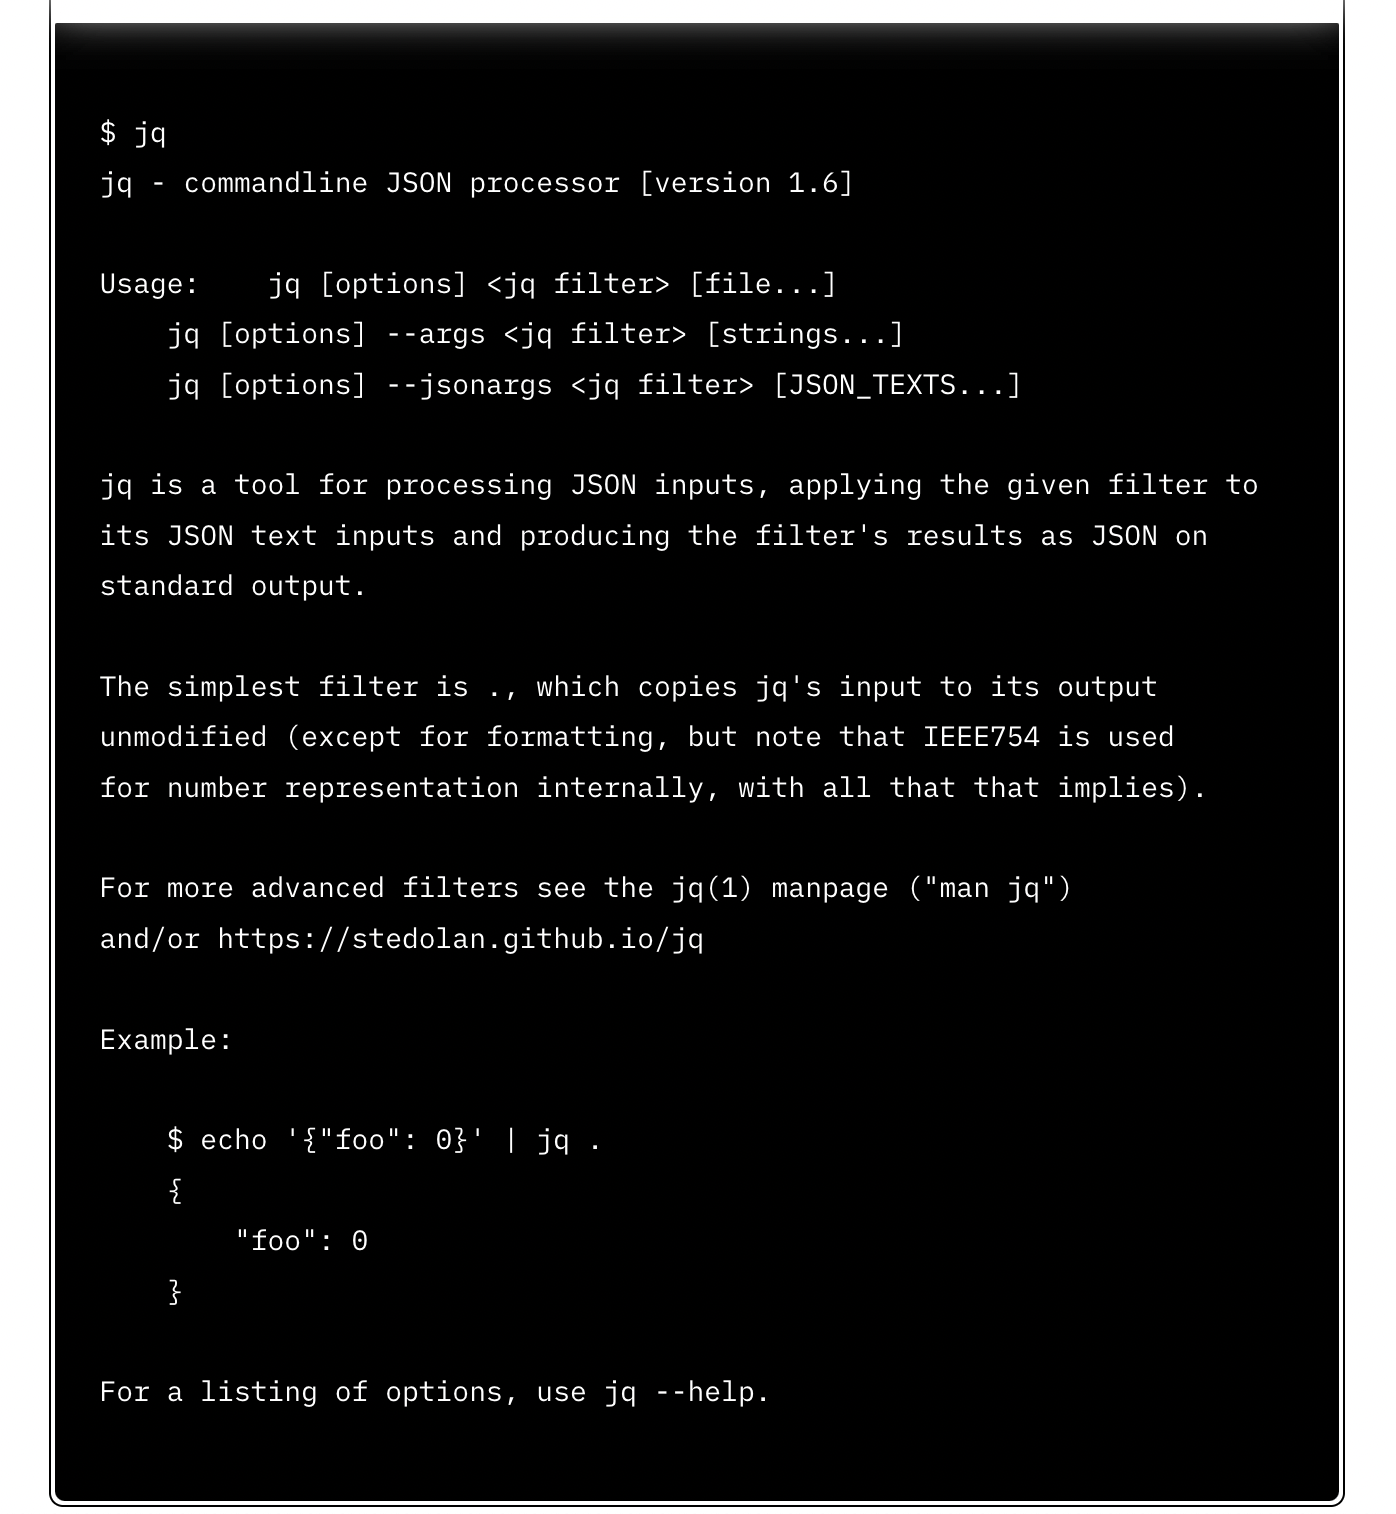 $ jq
jq - commandline JSON processor [version 1.6]

Usage:    jq [options] <jq filter> [file...]
    jq [options] --args <jq filter> [strings...]
    jq [options] --jsonargs <jq filter> [JSON_TEXTS...]

jq is a tool for processing JSON inputs, applying the given filter to
its JSON text inputs and producing the filter's results as JSON on
standard output.

The simplest filter is ., which copies jq's input to its output
unmodified (except for formatting, but note that IEEE754 is used
for number representation internally, with all that that implies).

For more advanced filters see the jq(1) manpage ("man jq")
and/or https://stedolan.github.io/jq

Example:

    $ echo '{"foo": 0}' | jq .
    {
        "foo": 0
    }

For a listing of options, use jq --help.